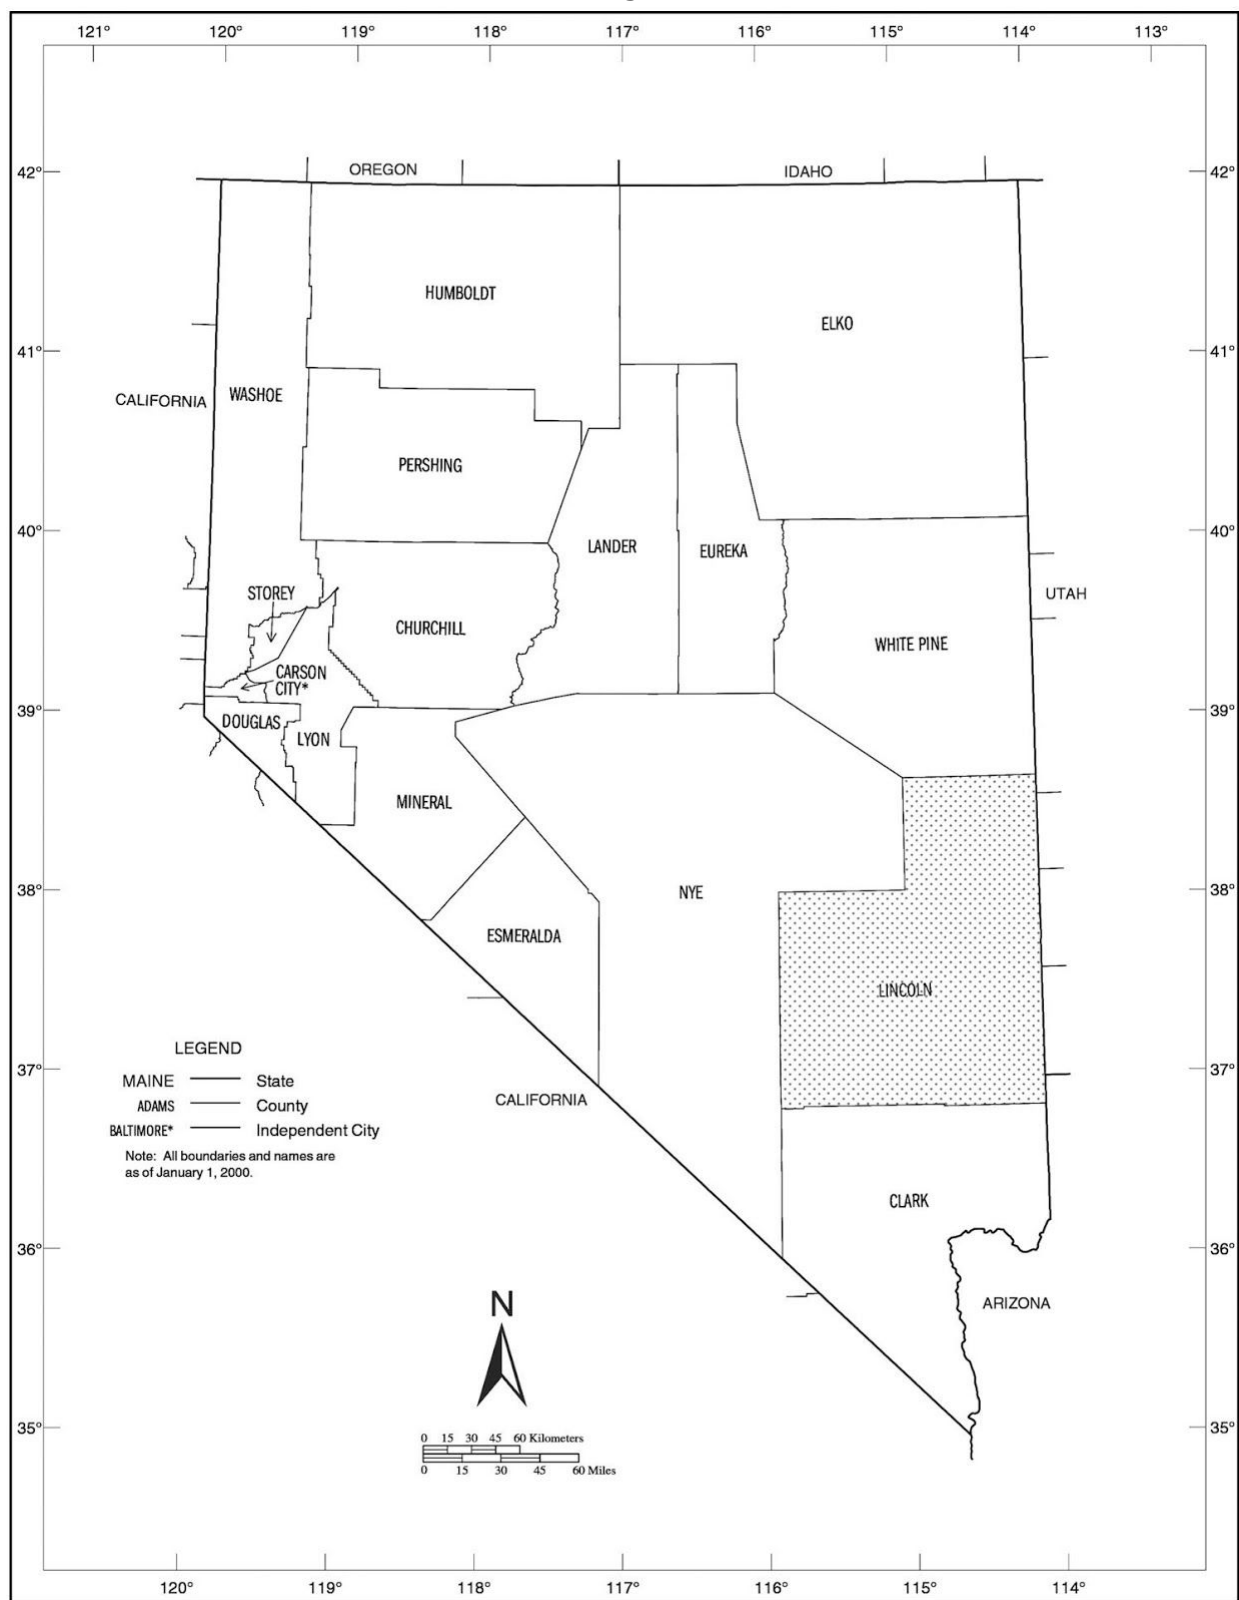 121° 120° 119° 118° 117° 116° 115° 114° 113°
42° OREGON IDAHO 42°
HUMBOLDT
ELKO
41° 41°
CALIFORNIA WASHOE
PERSHING
40° 40°
LANDER EUREKA
STOREY UTAH
CHURCHILL WHITE PINE
CARSON
CITY*
39° 39°
DOUGLAS LYON
MINERAL
38° NYE 38°
ESMERALDA
LINCOLN
LEGEND
37° 37°
MAINE State
CALIFORNIA
ADAMS County
BALTIMORE* Independent City
Note: All boundaries and names are
as of January 1, 2000.
CLARK
36° 36°
N ARIZONA
35° 35°
0 15 30 45 60 Kilometers
0 15 30 45 60 Miles
120° 119° 118° 117° 116° 115° 114°